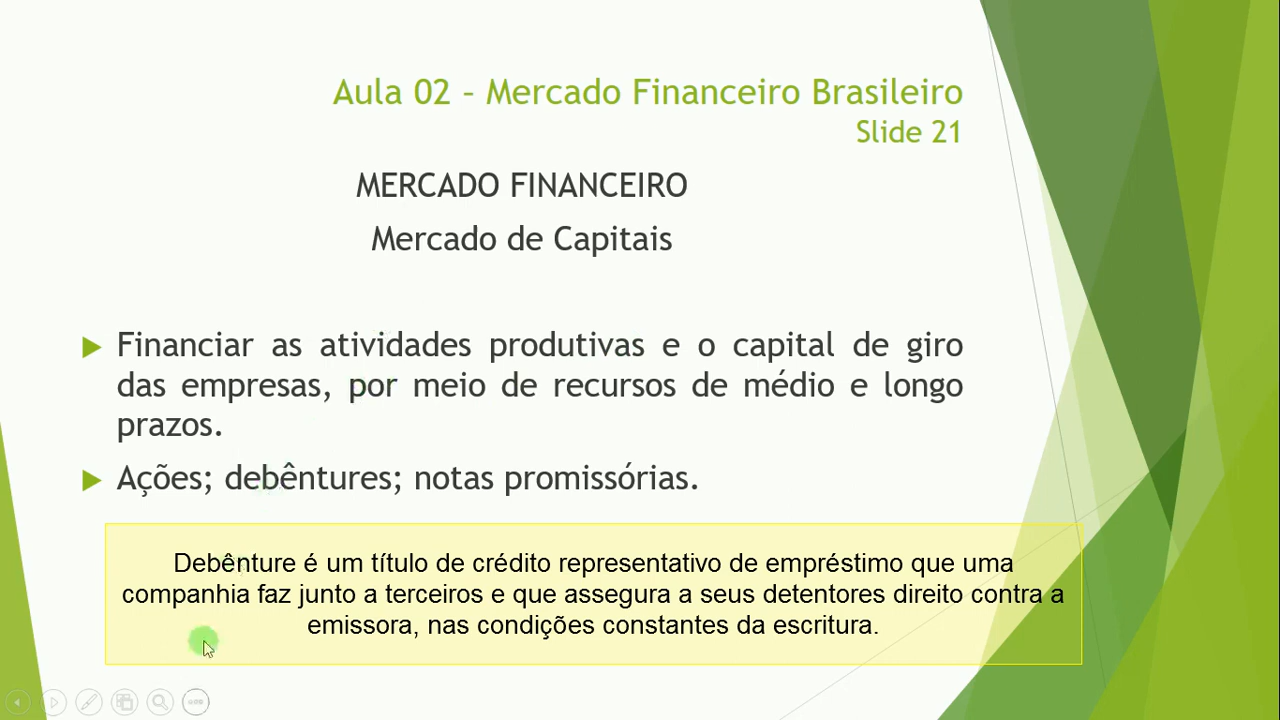 Aula 02 – Mercado Financeiro Brasileiro
Slide 21
MERCADO FINANCEIRO
Mercado de Capitais
Financiar as atividades produtivas e o capital de giro
das empresas, por meio de recursos de médio e longo
prazos.
Ações; debêntures; notas promissórias.
Debênture é um título de crédito representativo de empréstimo que uma
companhia faz junto a terceiros e que assegura a seus detentores direito contra a
emissora, nas condições constantes da escritura.